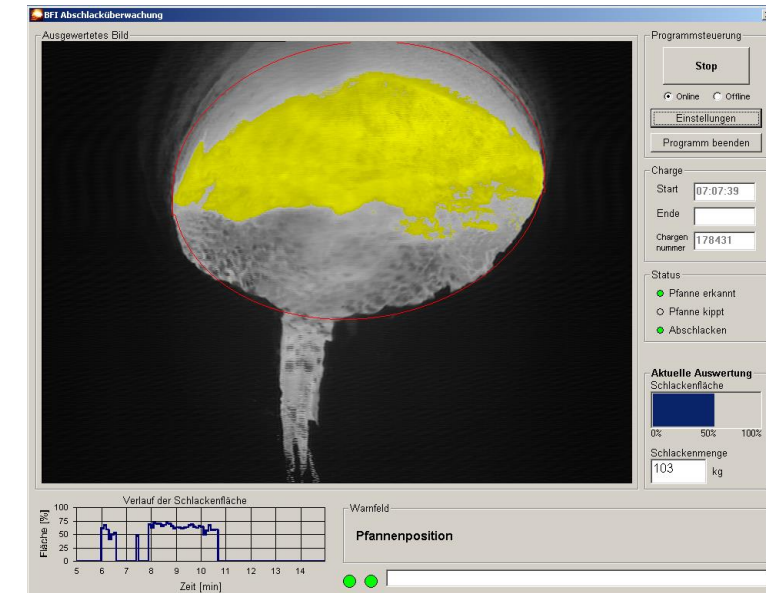 BFI Abschlacküberwachung
Ausgewertetes Bild
Programmsteuerung
Stop
Online Offline
Einstellungen
Programm beenden
Charge
Start 07:07:39
Ende
Chargen
nummer 178431
Status
Pfanne erkannt
Pfanne kippt
Abschlacken
Aktuelle Auswertung
Schlackenfläche
0% 50% 100%
Schlackenmenge
103 kg
Verlauf der Schlackenfläche
Fläche [%]
100
75
50
25
0
5 6 7 8 9 10 11 12 13 14
Zeit [min]
Warnfeld
Pfannenposition